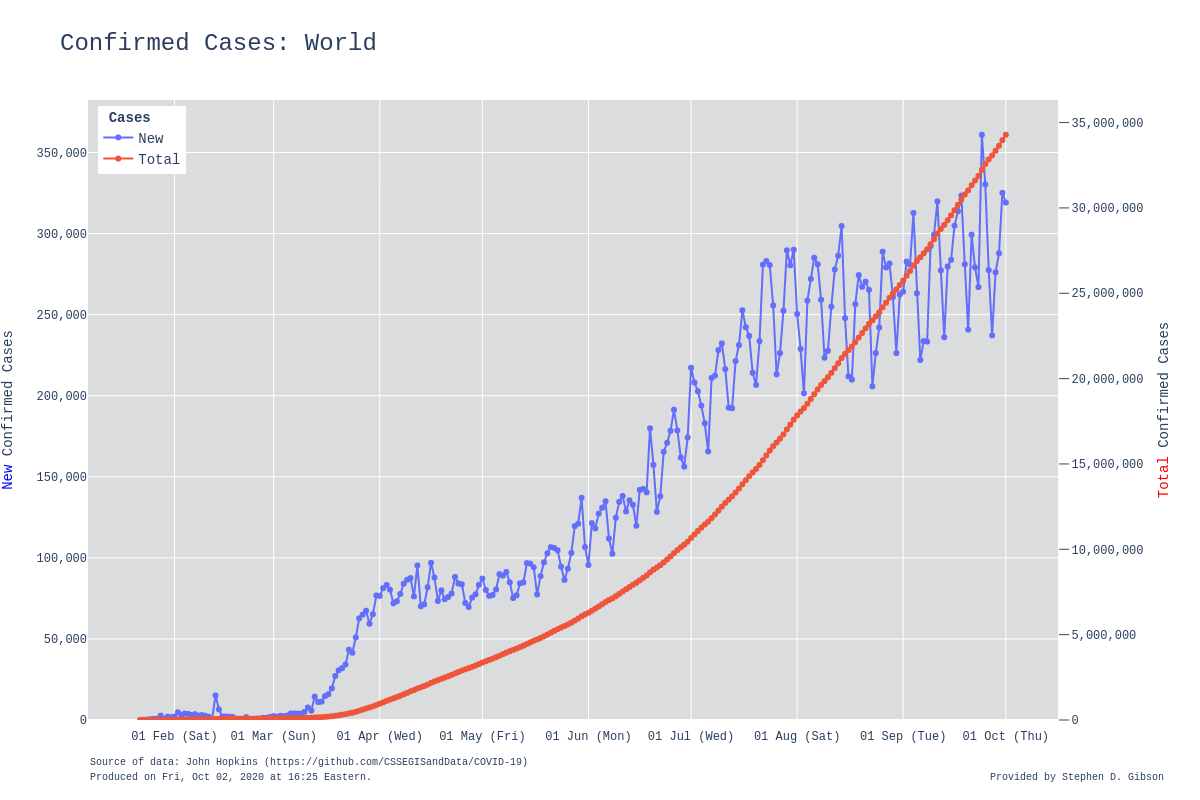 Confirmed Cases: World
Cases
New
Total
350,000
300,000
250,000
200,000
150,000
100,000
50,000
0
35,000,000
30,000,000
25,000,000
20,000,000
15,000,000
10,000,000
5,000,000
0
New Confirmed Cases
Total Confirmed Cases
01 Feb (Sat) 01 Mar (Sun) 01 Apr (Wed) 01 May (Fri) 01 Jun (Mon) 01 Jul (Wed) 01 Aug (Sat) 01 Sep (Tue) 01 Oct (Thu)
Source of data: John Hopkins (https://github.com/CSSEGISandData/COVID-19)
Produced on Fri, Oct 02, 2020 at 16:25 Eastern.
Provided by Stephen D. Gibson